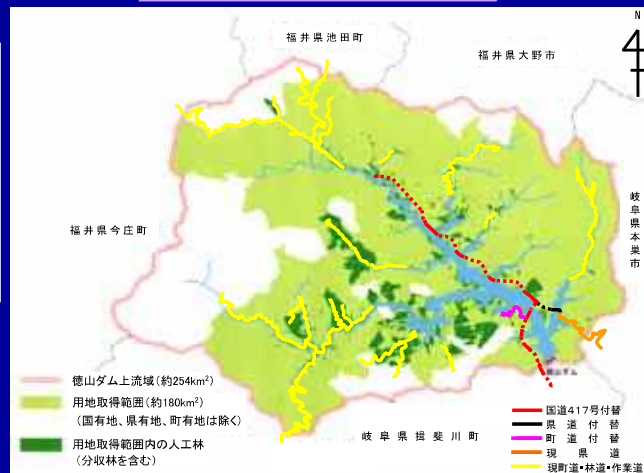 N
福井県池田町
福井県大野市
岐阜県本巣市
福井県今庄町
徳山ダム
岐阜県揖斐川町
徳山ダム上流域(約254km²)
用地取得範囲(約180km²)
(国有地、県有地、町有地は除く)
用地取得範囲内の人工林
(分収林を含む)
国道417号付替
県道付替
町道付替
現県道
現町道・林道・作業道